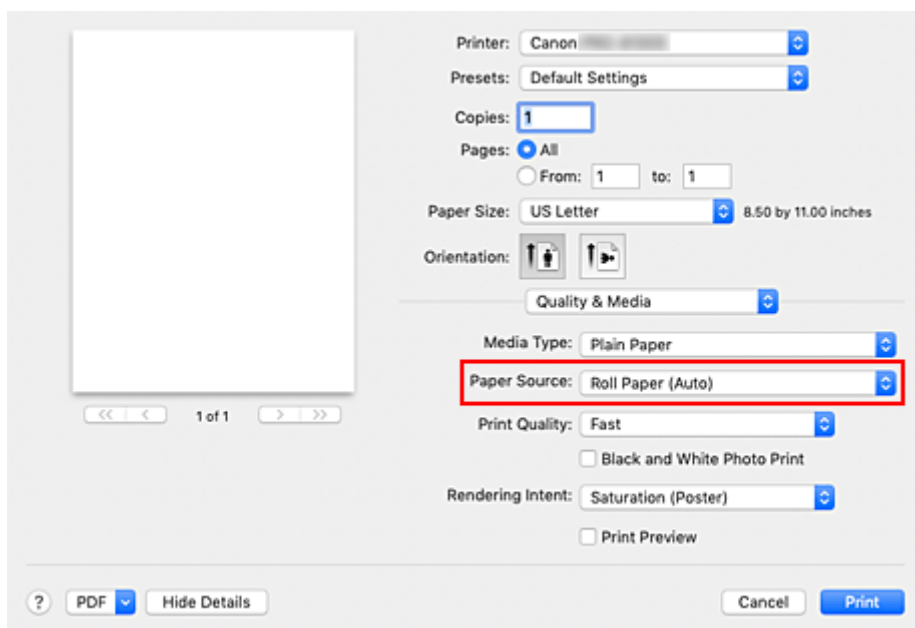 Printer: Canon
Presets: Default Settings
Copies: 1
Pages: All
From: 1 to: 1
Paper Size: US Letter 8.50 by 11.00 inches
Orientation:
Quality & Media
Media Type: Plain Paper
Paper Source: Roll Paper (Auto)
1 of 1
Print Quality: Fast
Black and White Photo Print
Rendering Intent: Saturation (Poster)
Print Preview
? PDF Hide Details Cancel Print